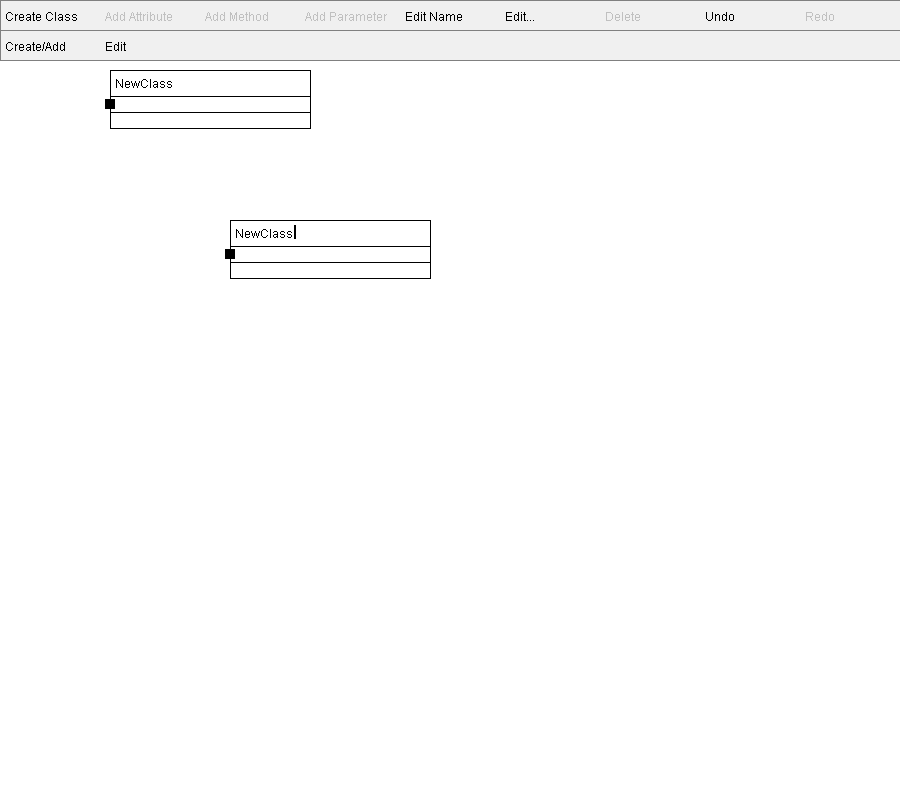 Create Class Add Attribute Add Method Add Parameter Edit Name Edit... Delete Undo Redo
Create/Add Edit
NewClass
NewClass